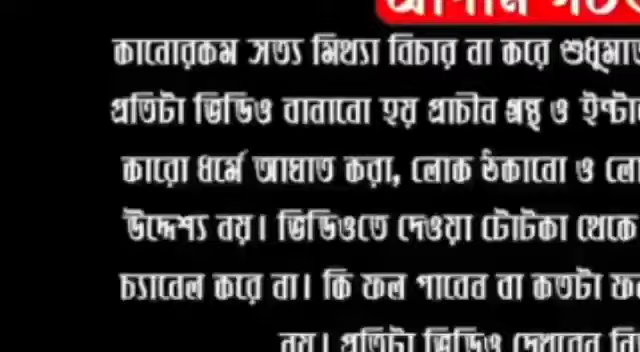 কোনোরকম সত্য মিথ্যা বিচার না করে
প্রতিটা ভিডিও বানানো হয় প্রাচীন গ্রন্থ ও
কারো ধর্মে আঘাত করা, লোক ঠকানো ও
উদ্দেশ্য নয়। ভিডিওতে দেওয়া টোটকা থেকে
চ্যানেল করে না। কি ফল পাবেন বা কতটা
নয়। প্রতিটা ভিডিও দেখবেন